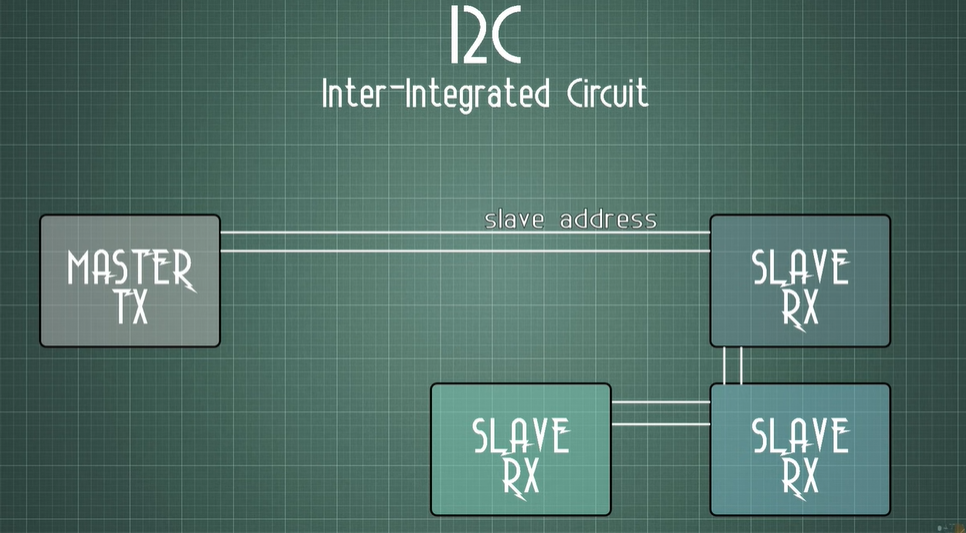 I2C
Inter-Integrated Circuit
slave address
MASTER
TX
SLAVE
RX
SLAVE
RX
SLAVE
RX